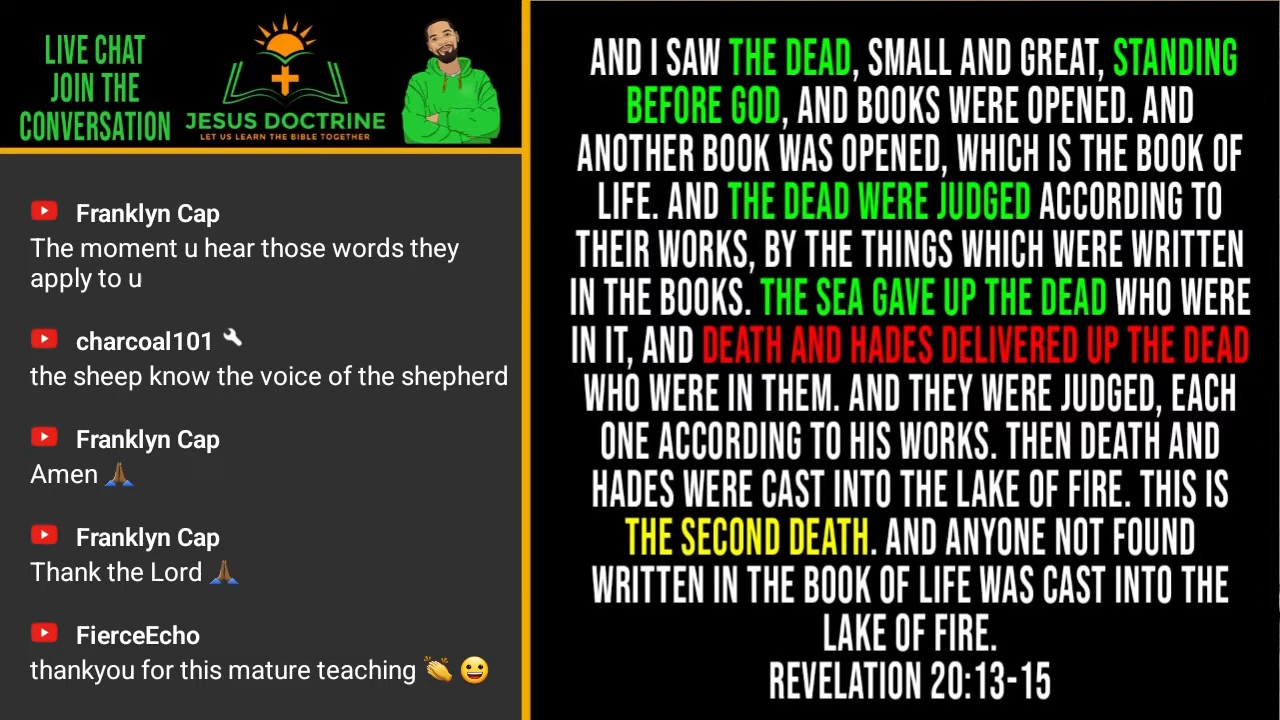 LIVE CHAT
JOIN THE
CONVERSATION
JESUS DOCTRINE
LET US LEARN THE BIBLE TOGETHER
Franklyn Cap
The moment u hear those words they
apply to u
charcoal101
the sheep know the voice of the shepherd
Franklyn Cap
Amen 🙏🏾
Franklyn Cap
Thank the Lord 🙏🏾
FierceEcho
thankyou for this mature teaching 👏 😀
AND I SAW THE DEAD, SMALL AND GREAT, STANDING
BEFORE GOD, AND BOOKS WERE OPENED. AND
ANOTHER BOOK WAS OPENED, WHICH IS THE BOOK OF
LIFE. AND THE DEAD WERE JUDGED ACCORDING TO
THEIR WORKS, BY THE THINGS WHICH WERE WRITTEN
IN THE BOOKS. THE SEA GAVE UP THE DEAD WHO WERE
IN IT, AND DEATH AND HADES DELIVERED UP THE DEAD
WHO WERE IN THEM. AND THEY WERE JUDGED, EACH
ONE ACCORDING TO HIS WORKS. THEN DEATH AND
HADES WERE CAST INTO THE LAKE OF FIRE. THIS IS
THE SECOND DEATH. AND ANYONE NOT FOUND
WRITTEN IN THE BOOK OF LIFE WAS CAST INTO THE
LAKE OF FIRE.
REVELATION 20:13-15